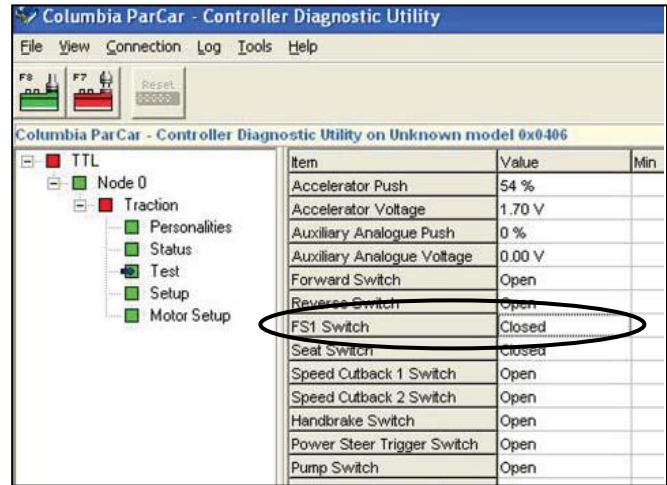 Columbia ParCar - Controller Diagnostic Utility
File View Connection Log Tools Help
F8 F7 Reset
Columbia ParCar - Controller Diagnostic Utility on Unknown model 0x0406
TTL
Node 0
Traction
Personalities
Status
Test
Setup
Motor Setup
Item Value Min
Accelerator Push 54 %
Accelerator Voltage 1.70 V
Auxiliary Analogue Push 0 %
Auxiliary Analogue Voltage 0.00 V
Forward Switch Open
Reverse Switch Open
FS1 Switch Closed
Seat Switch Closed
Speed Cutback 1 Switch Open
Speed Cutback 2 Switch Open
Handbrake Switch Open
Power Steer Trigger Switch Open
Pump Switch Open